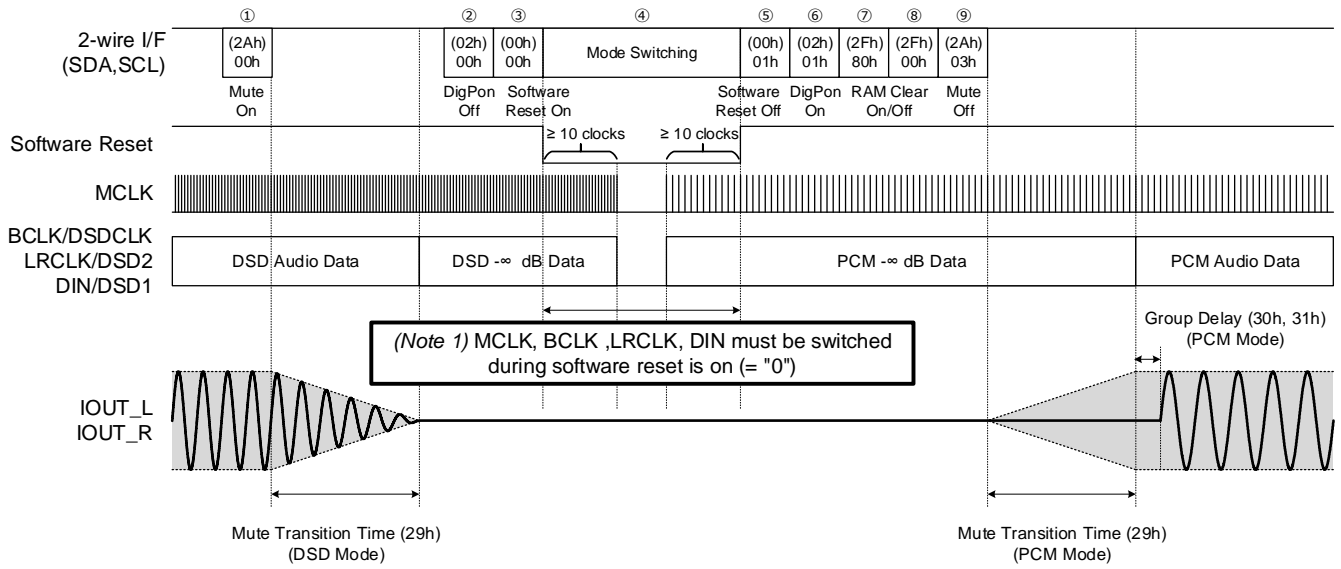 ① ② ③ ④ ⑤ ⑥ ⑦ ⑧ ⑨
2-wire I/F
(SDA,SCL)
(2Ah)
00h
(02h)
00h
(00h)
00h
Mode Switching
(00h)
01h
(02h)
01h
(2Fh)
80h
(2Fh)
00h
(2Ah)
03h
Mute
On
DigPon
Off
Software
Reset On
Software
Reset Off
DigPon
On
RAM Clear
On/Off
Mute
Off
Software Reset
≥ 10 clocks
≥ 10 clocks
MCLK
BCLK/DSDCLK
LRCLK/DSD2
DIN/DSD1
DSD Audio Data
DSD -∞ dB Data
PCM -∞ dB Data
PCM Audio Data
(Note 1) MCLK, BCLK ,LRCLK, DIN must be switched
during software reset is on (= "0")
Group Delay (30h, 31h)
(PCM Mode)
IOUT_L
IOUT_R
Mute Transition Time (29h)
(DSD Mode)
Mute Transition Time (29h)
(PCM Mode)